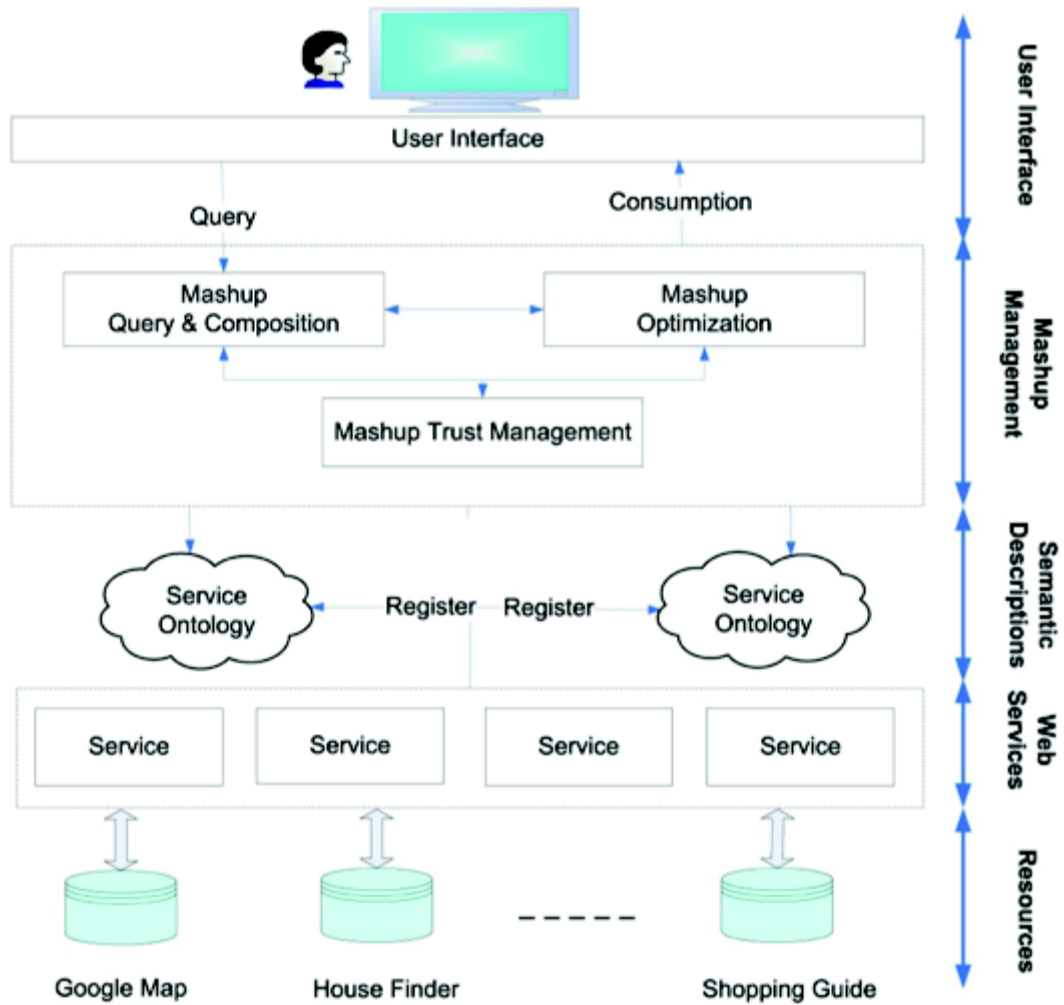 User Interface
Query
Consumption
Mashup
Query & Composition
Mashup
Optimization
Mashup Trust Management
Service
Ontology
Register
Register
Service
Ontology
Service
Service
Service
Service
Google Map
House Finder
Shopping Guide
User Interface
Mashup
Management
Semantic
Descriptions
Web
Services
Resources